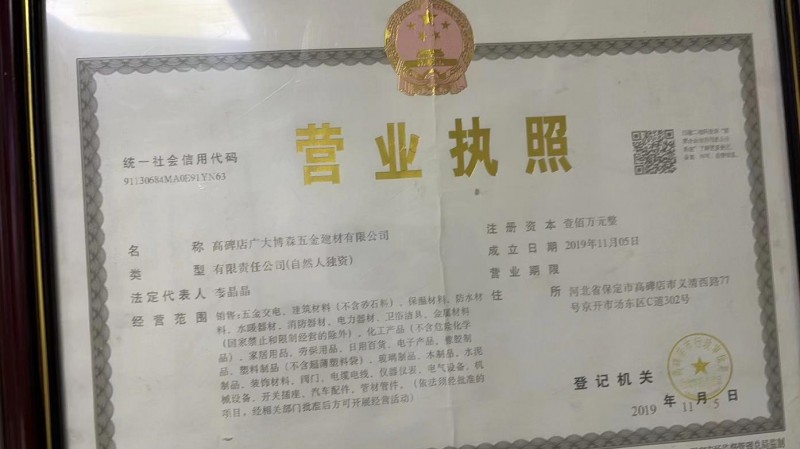 营业执照
统一社会信用代码
91130684MA0E91YN63
名 称 高碑店广大博森五金建材有限公司
类 型 有限责任公司(自然人独资)
法定代表人 李晶晶
经营范围 销售:五金交电、建筑材料(不含砂石料)、保温材料、防水材
料、水暖器材、消防器材、电力器材、卫浴洁具、金属材料
(国家禁止和限制经营的除外)、化工产品(不含危险化学
品)、家居用品、劳保用品、日用百货、电子产品、橡胶制
品、塑料制品(不含超薄塑料袋)、玻璃制品、木制品、水泥
制品、装饰材料、阀门、电缆电线、仪器仪表、电气设备、机
械设备、开关插座、汽车配件、管材管件。(依法须经批准的
项目,经相关部门批准后方可开展经营活动)
注册资本 壹佰万元整
成立日期 2019年11月05日
营业期限
住 所 河北省保定市高碑店市义清西路77
号京开市场东区C道302号
登记机关
2019 年 11 月 5 日